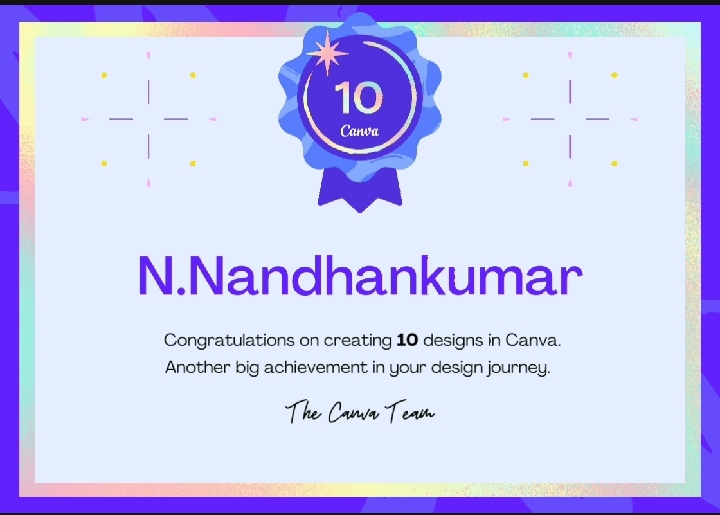 10
Canva
N.Nandhankumar
Congratulations on creating 10 designs in Canva.
Another big achievement in your design journey.
The Canva Team